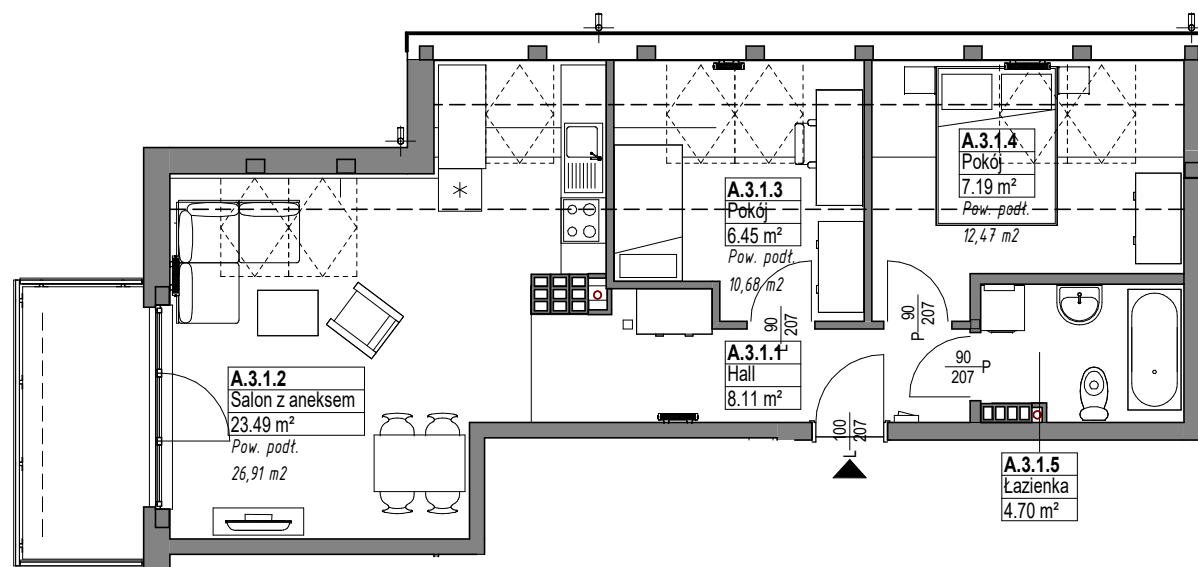 A.3.1.4
Pokój
7.19 m²
Pow. podł.
12,47 m2
A.3.1.3
Pokój
6.45 m²
Pow. podł.
10,68 m2
90
207
L
90
207
P
A.3.1.1
Hall
8.11 m²
90
207
P
A.3.1.2
Salon z aneksem
23.49 m²
Pow. podł.
26,91 m2
100
207
L
A.3.1.5
Łazienka
4.70 m²